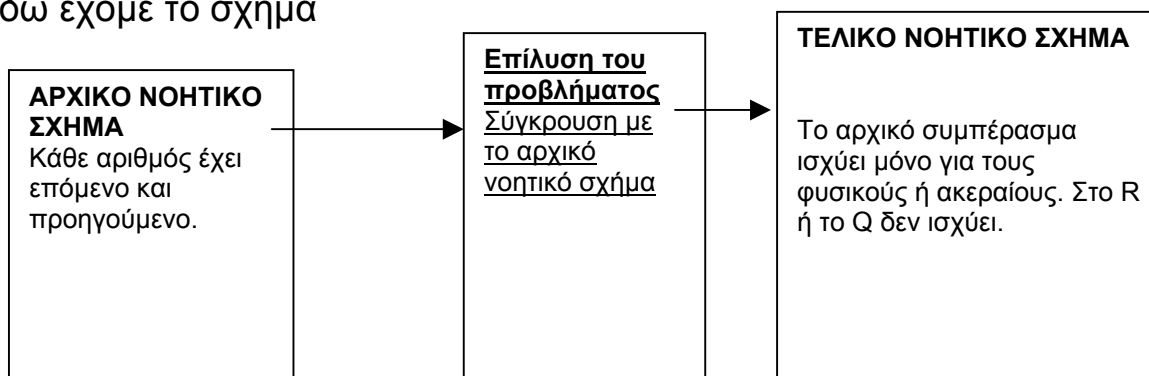 έχομε το σχήμα
ΑΡΧΙΚΟ ΝΟΗΤΙΚΟ
ΣΧΗΜΑ
Κάθε αριθμός έχει
επόμενο και
προηγούμενο.
Επίλυση του
προβλήματος
Σύγκρουση με
το αρχικό
νοητικό σχήμα
ΤΕΛΙΚΟ ΝΟΗΤΙΚΟ ΣΧΗΜΑ
Το αρχικό συμπέρασμα
ισχύει μόνο για τους
φυσικούς ή ακεραίους. Στο R
ή το Q δεν ισχύει.